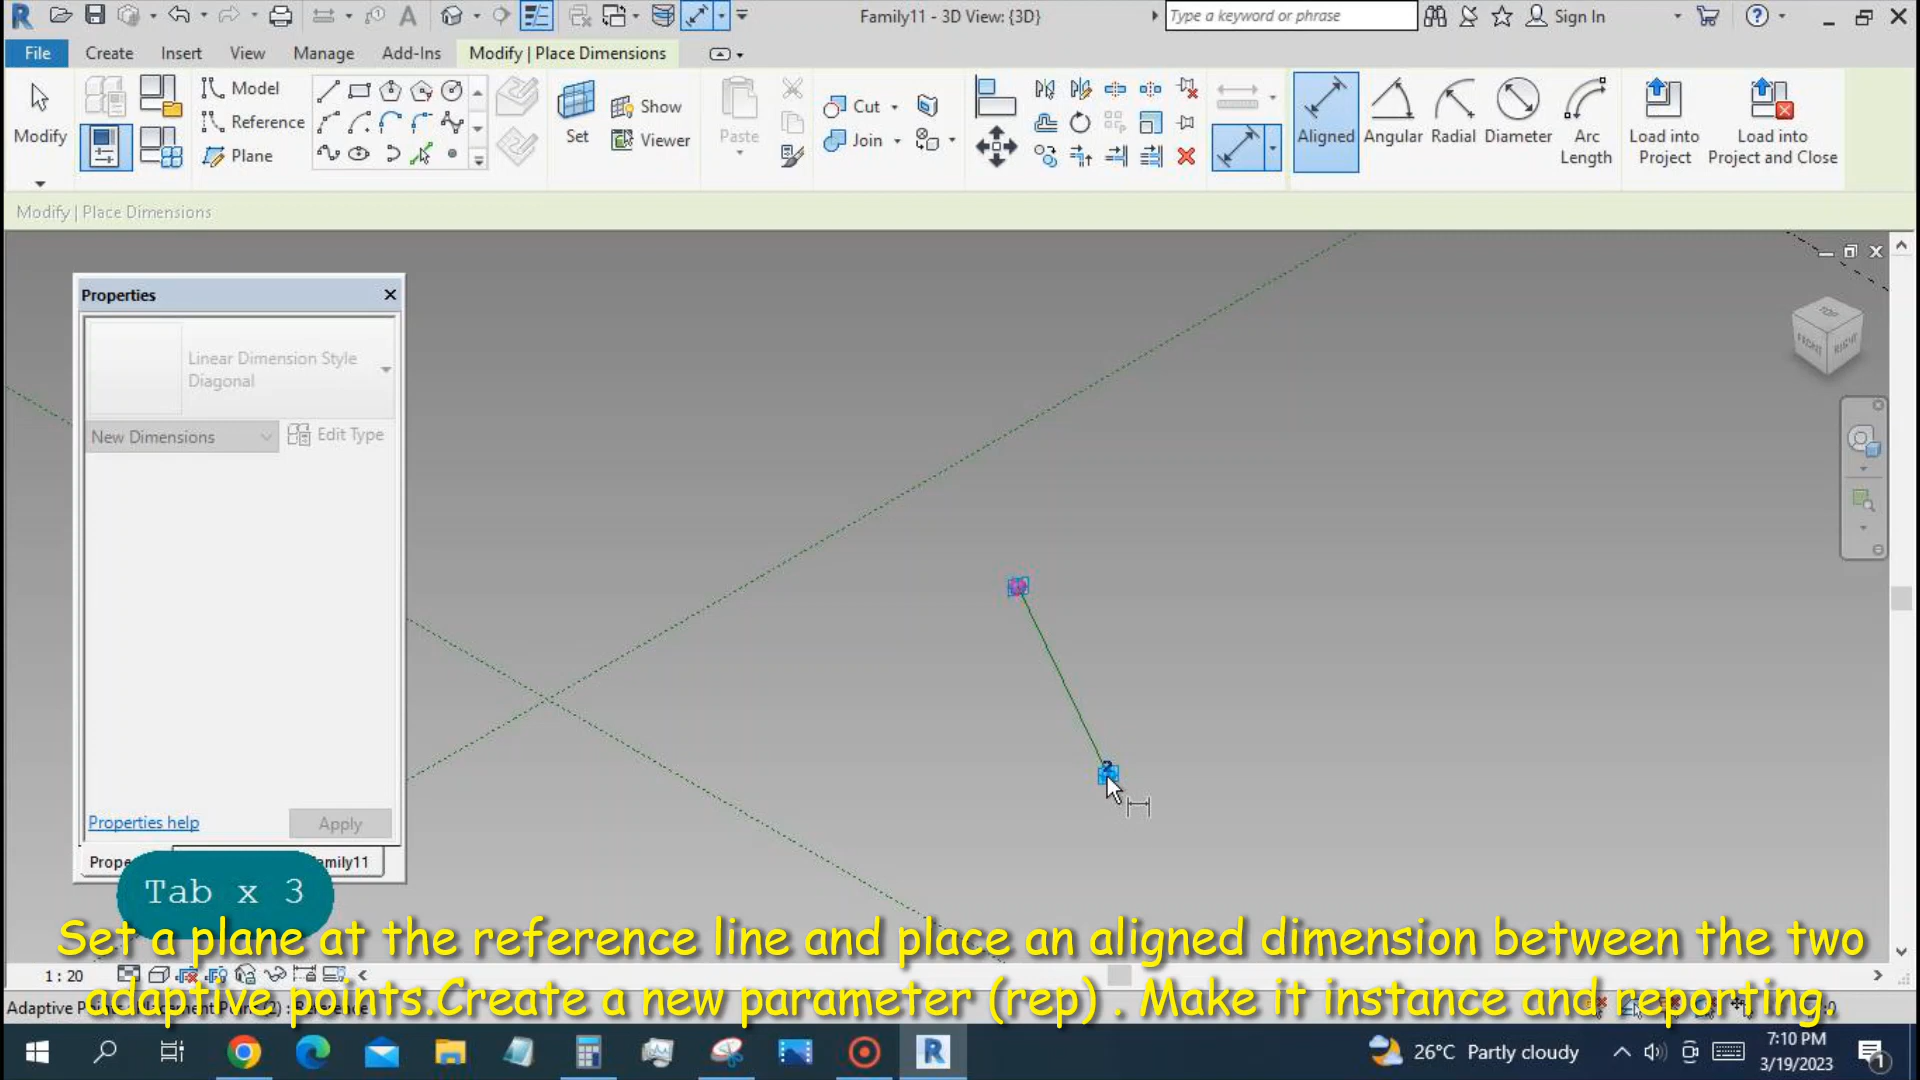 Family11 - 3D View: {3D}
Type a keyword or phrase
Sign In
File
Create
Insert
View
Manage
Add-Ins
Modify | Place Dimensions
Modify
Model
Reference
Plane
Set
Show
Viewer
Paste
Cut
Join
Aligned
Angular
Radial
Diameter
Arc Length
Load into Project
Load into Project and Close
Modify | Place Dimensions
Properties
Linear Dimension Style
Diagonal
New Dimensions
Edit Type
TOP
FRONT
RIGHT
2
Properties help
Apply
Tab x 3
Set a plane at the reference line and place an aligned dimension between the two
adaptive points.Create a new parameter (rep) . Make it instance and reporting.
1 : 20
26°C Partly cloudy
7:10 PM
3/19/2023
1